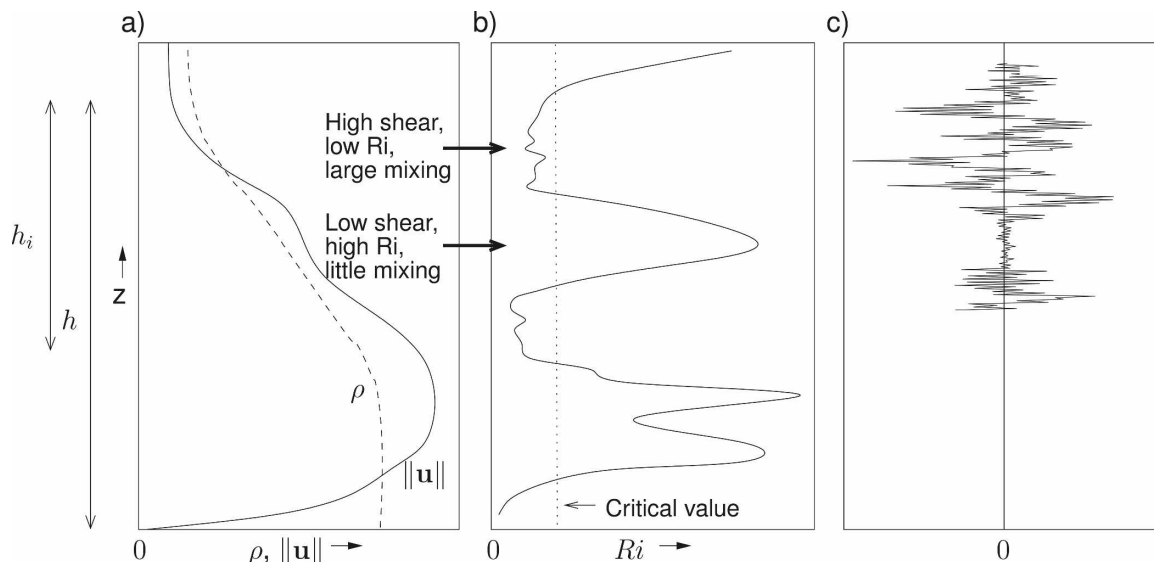 a)
b)
c)
High shear,
low Ri,
large mixing
Low shear,
high Ri,
little mixing
h_i
z
h
ρ
‖u‖
Critical value
0
ρ, ‖u‖
0
Ri
0